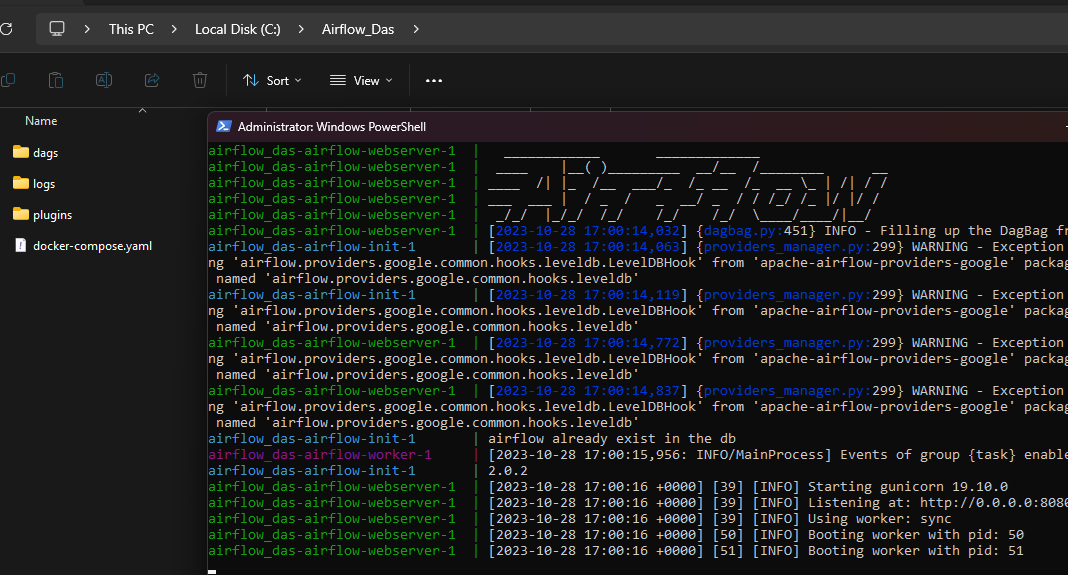 This PC > Local Disk (C:) > Airflow_Das >
Sort View
Name
dags
logs
plugins
docker-compose.yaml
Administrator: Windows PowerShell
airflow_das-airflow-webserver-1 | ____________ _____________
airflow_das-airflow-webserver-1 | ____ |__( )_________ __/__ /________ __
airflow_das-airflow-webserver-1 | ____ /| |_ /__ ___/_ /_ __ /_ __ \_ | /| / /
airflow_das-airflow-webserver-1 | ___ ___ | / _ / _ __/ _ / / /_/ /_ |/ |/ /
airflow_das-airflow-webserver-1 | _/_/ |_/_/ /_/ /_/ /_/ \____/____/|__/
airflow_das-airflow-webserver-1 | [2023-10-28 17:00:14,032] {dagbag.py:451} INFO - Filling up the DagBag fr
airflow_das-airflow-init-1 | [2023-10-28 17:00:14,063] {providers_manager.py:299} WARNING - Exception
ng 'airflow.providers.google.common.hooks.leveldb.LevelDBHook' from 'apache-airflow-providers-google' packag
named 'airflow.providers.google.common.hooks.leveldb'
airflow_das-airflow-init-1 | [2023-10-28 17:00:14,119] {providers_manager.py:299} WARNING - Exception
ng 'airflow.providers.google.common.hooks.leveldb.LevelDBHook' from 'apache-airflow-providers-google' packag
named 'airflow.providers.google.common.hooks.leveldb'
airflow_das-airflow-webserver-1 | [2023-10-28 17:00:14,772] {providers_manager.py:299} WARNING - Exception
ng 'airflow.providers.google.common.hooks.leveldb.LevelDBHook' from 'apache-airflow-providers-google' packag
named 'airflow.providers.google.common.hooks.leveldb'
airflow_das-airflow-webserver-1 | [2023-10-28 17:00:14,837] {providers_manager.py:299} WARNING - Exception
ng 'airflow.providers.google.common.hooks.leveldb.LevelDBHook' from 'apache-airflow-providers-google' packag
named 'airflow.providers.google.common.hooks.leveldb'
airflow_das-airflow-init-1 | airflow already exist in the db
airflow_das-airflow-worker-1 | [2023-10-28 17:00:15,956: INFO/MainProcess] Events of group {task} enable
airflow_das-airflow-init-1 | 2.0.2
airflow_das-airflow-webserver-1 | [2023-10-28 17:00:16 +0000] [39] [INFO] Starting gunicorn 19.10.0
airflow_das-airflow-webserver-1 | [2023-10-28 17:00:16 +0000] [39] [INFO] Listening at: http://0.0.0.0:8080
airflow_das-airflow-webserver-1 | [2023-10-28 17:00:16 +0000] [39] [INFO] Using worker: sync
airflow_das-airflow-webserver-1 | [2023-10-28 17:00:16 +0000] [50] [INFO] Booting worker with pid: 50
airflow_das-airflow-webserver-1 | [2023-10-28 17:00:16 +0000] [51] [INFO] Booting worker with pid: 51